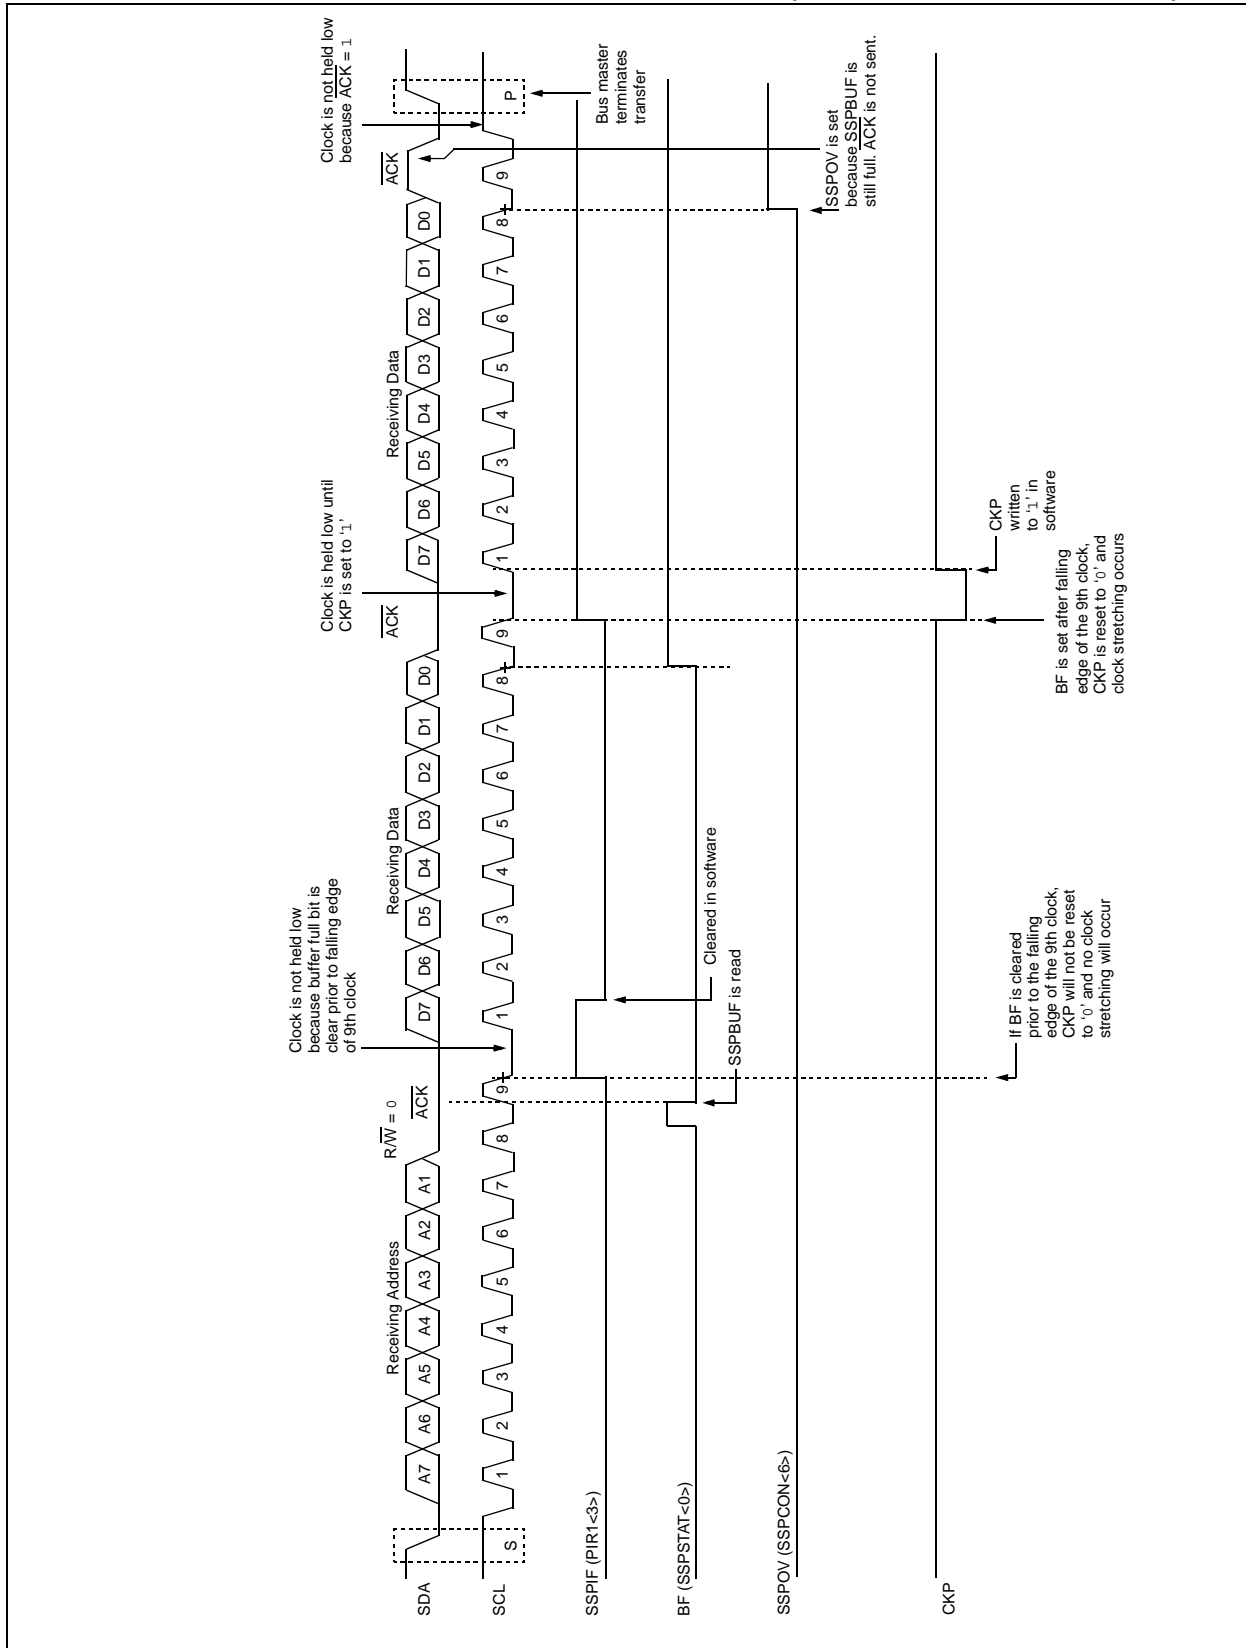 Clock is not held low
because buffer full bit is
clear prior to falling edge
of 9th clock
Clock is held low until
CKP is set to ‘1’
Clock is not held low
because A̅C̅K̅ = 1
Receiving Address
R/W̅ = 0
A̅C̅K̅
Receiving Data
A̅C̅K̅
Receiving Data
A̅C̅K̅
SDA
A7 A6 A5 A4 A3 A2 A1
D7 D6 D5 D4 D3 D2 D1 D0
D7 D6 D5 D4 D3 D2 D1 D0
SCL
S
1 2 3 4 5 6 7 8 9
1 2 3 4 5 6 7 8 9
1 2 3 4 5 6 7 8 9
P
SSPIF (PIR1<3>)
Bus master
terminates
transfer
BF (SSPSTAT<0>)
Cleared in software
SSPBUF is read
SSPOV (SSPCON<6>)
SSPOV is set
because SSPBUF is
still full. A̅C̅K̅ is not sent.
CKP
CKP
written
to ‘1’ in
software
If BF is cleared
prior to the falling
edge of the 9th clock,
CKP will not be reset
to ‘0’ and no clock
stretching will occur
BF is set after falling
edge of the 9th clock,
CKP is reset to ‘0’ and
clock stretching occurs